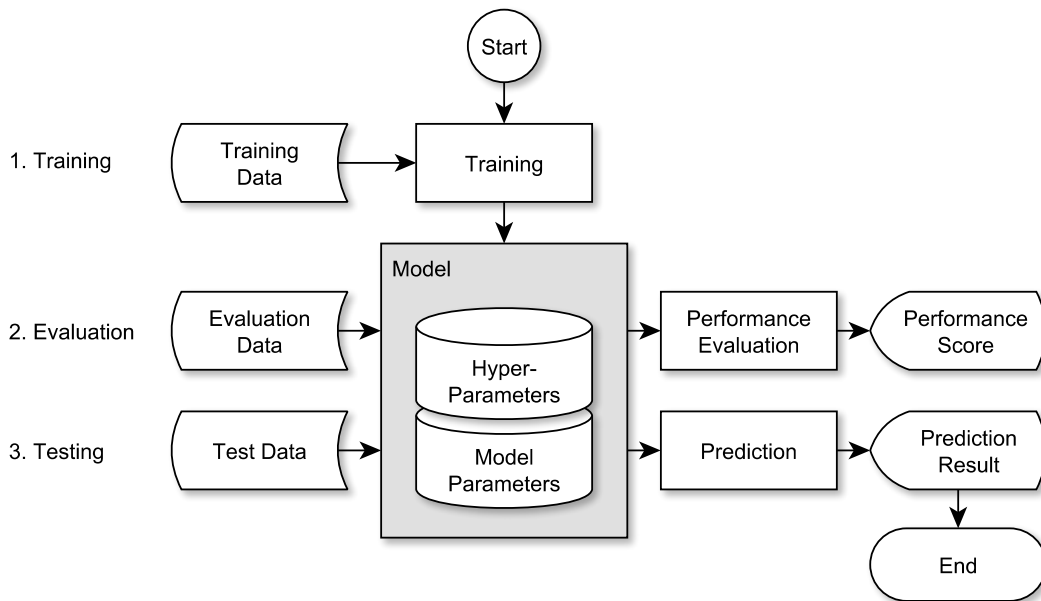 Start
1. Training
Training
Data
Training
Model
2. Evaluation
Evaluation
Data
Hyper-
Parameters
Performance
Evaluation
Performance
Score
3. Testing
Test Data
Model
Parameters
Prediction
Prediction
Result
End